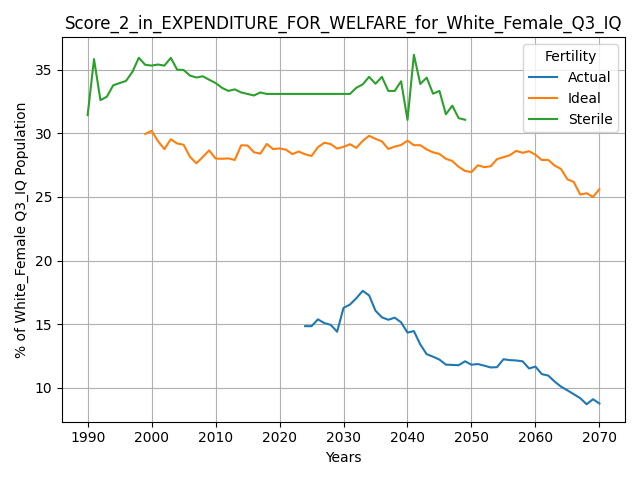 Score_2_in_EXPENDITURE_FOR_WELFARE_for_White_Female_Q3_IQ
Fertility
Actual
Ideal
Sterile
% of White_Female Q3_IQ Population
35
30
25
20
15
10
1990 2000 2010 2020 2030 2040 2050 2060 2070
Years